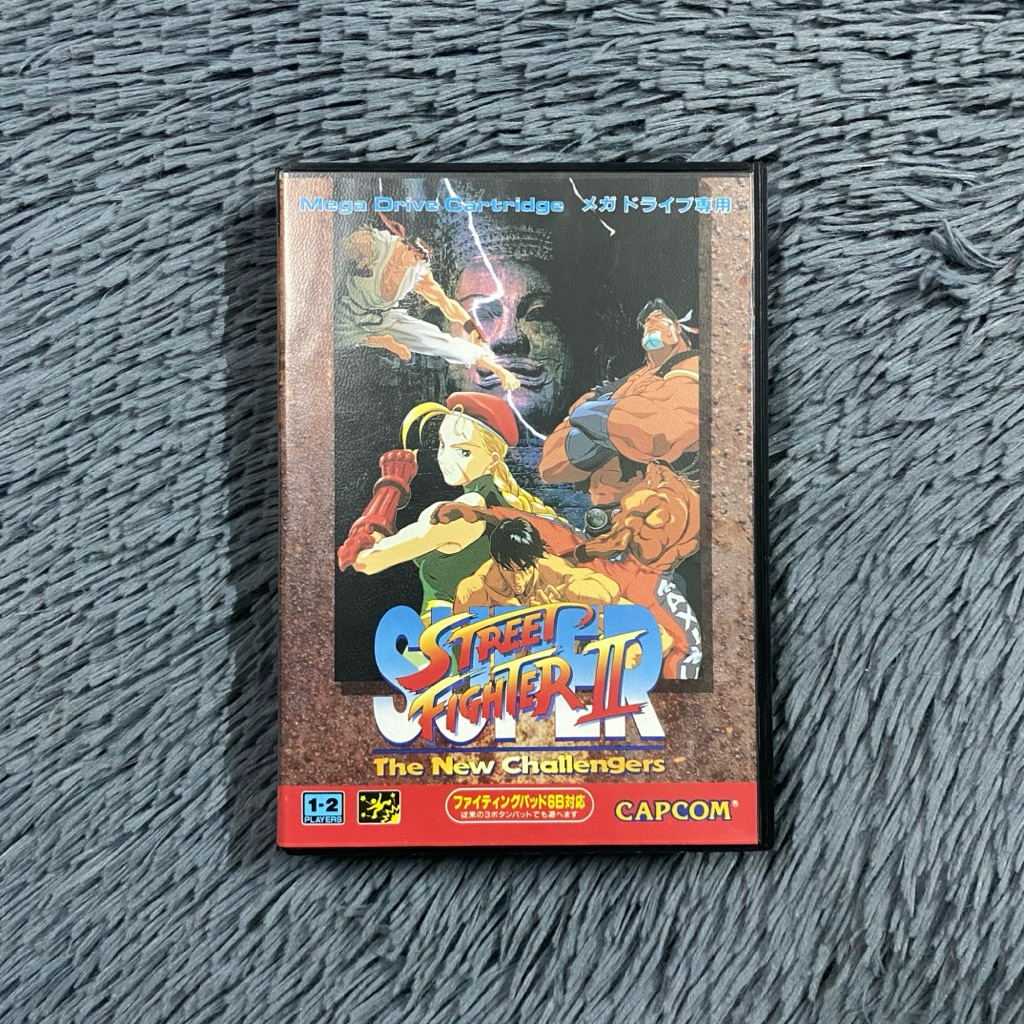 Mega Drive Cartridge メガドライブ専用
SUPER
STREET
FIGHTER II
The New Challengers
1-2
PLAYERS
ファイティングパッド6B対応
従来の3ボタンパットでも遊べます
CAPCOM®